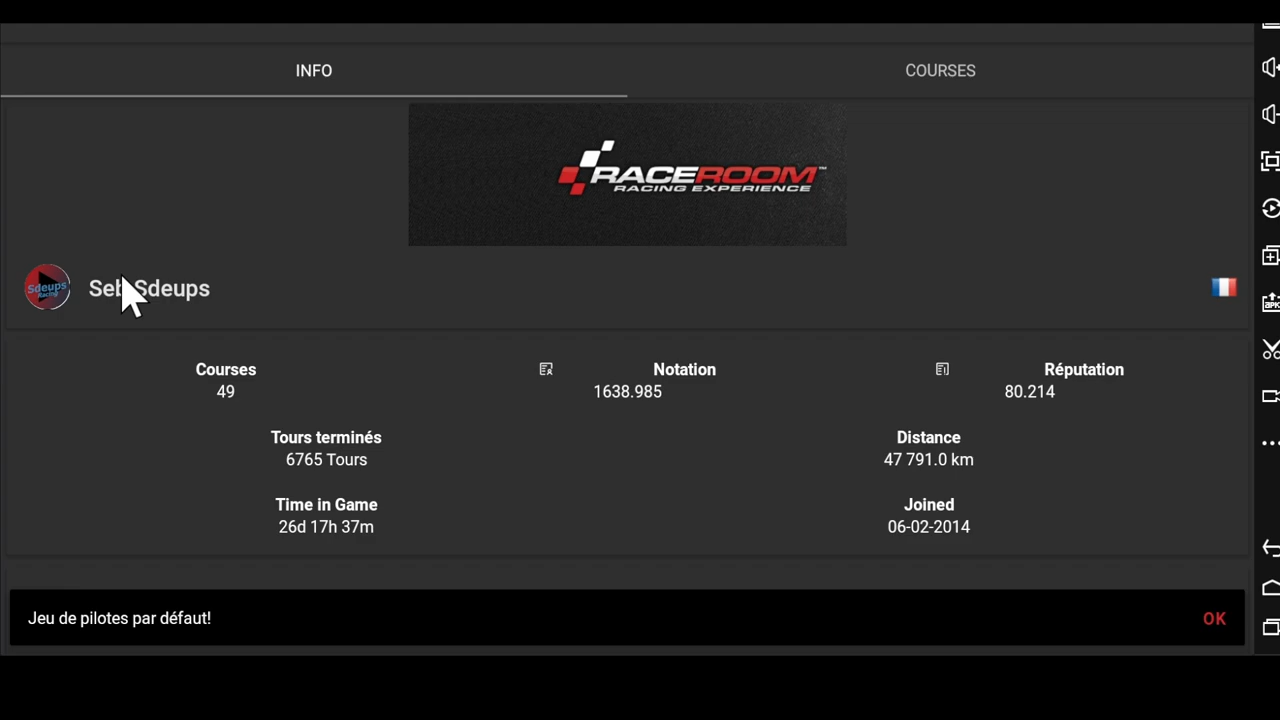 INFO
COURSES
RACEROOM™
RACING EXPERIENCE
Sdeups
Racing
Seb Sdeups
Courses
49
Notation
1638.985
Réputation
80.214
Tours terminés
6765 Tours
Distance
47 791.0 km
Time in Game
26d 17h 37m
Joined
06-02-2014
Jeu de pilotes par défaut!
OK